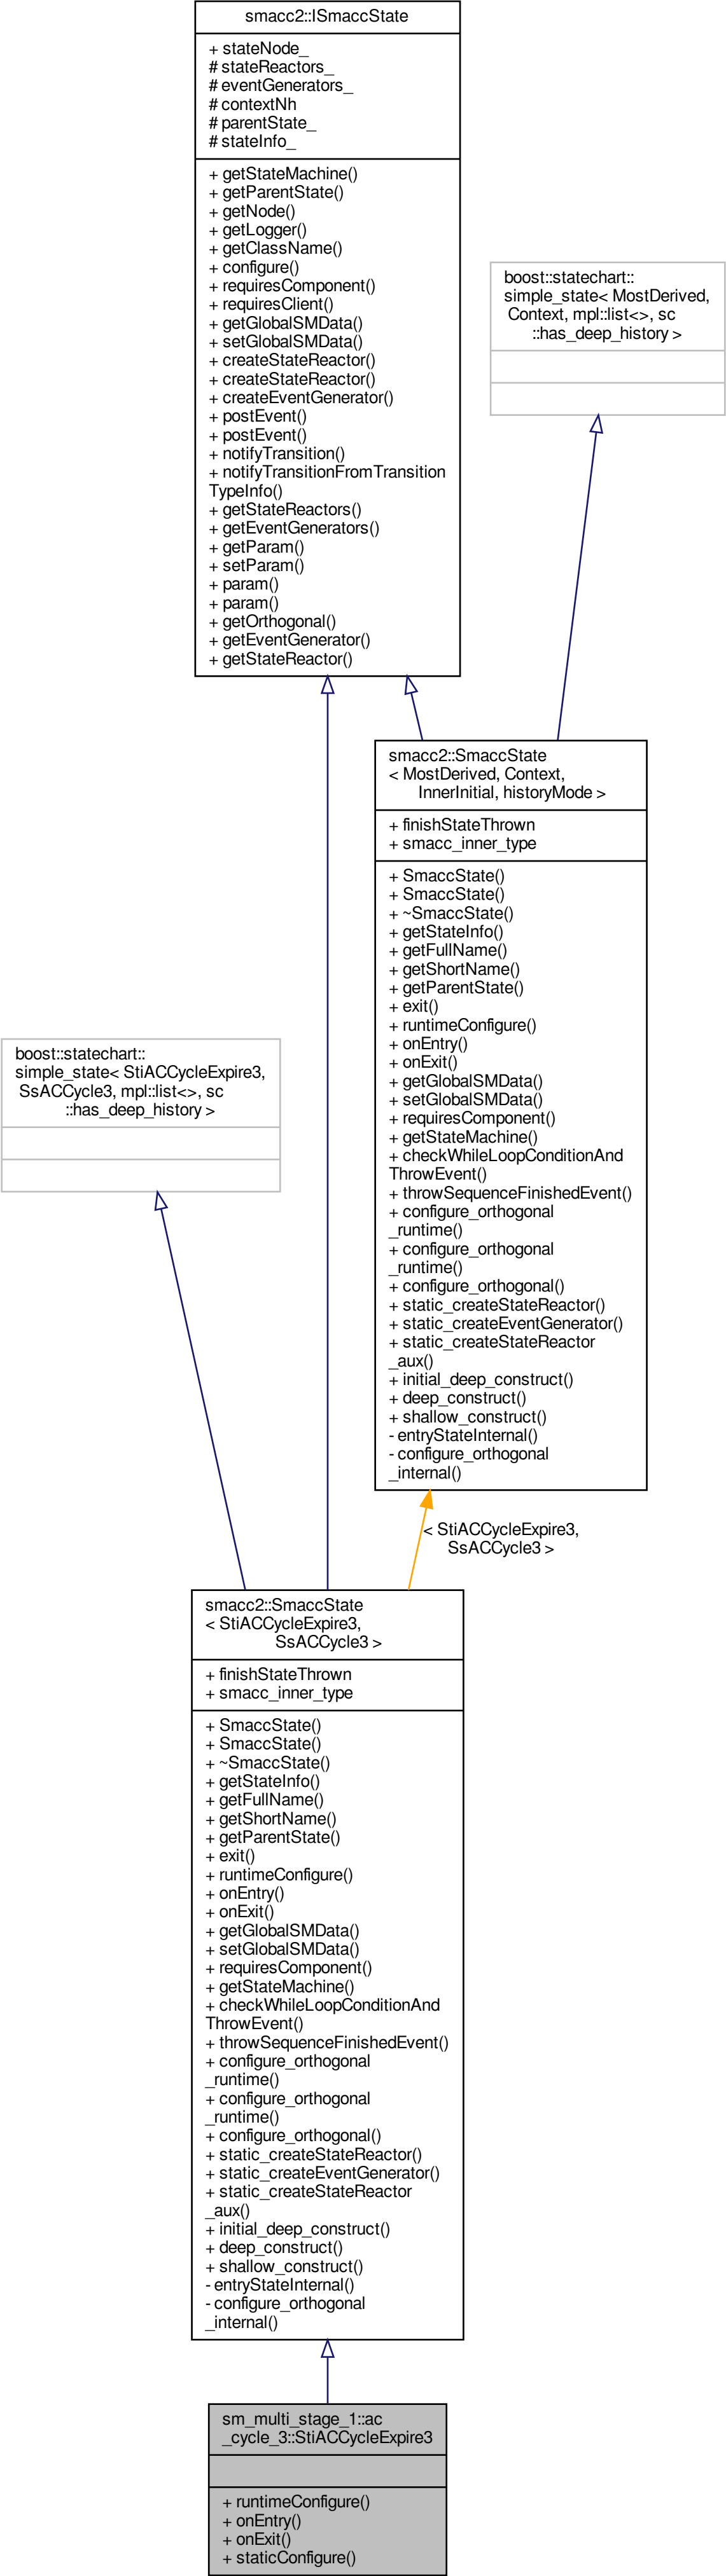 smacc2::ISmaccState
+ stateNode_
# stateReactors_
# eventGenerators_
# contextNh
# parentState_
# stateInfo_
+ getStateMachine()
+ getParentState()
+ getNode()
+ getLogger()
+ getClassName()
+ configure()
+ requiresComponent()
+ requiresClient()
+ getGlobalSMData()
+ setGlobalSMData()
+ createStateReactor()
+ createStateReactor()
+ createEventGenerator()
+ postEvent()
+ postEvent()
+ notifyTransition()
+ notifyTransitionFromTransition
TypeInfo()
+ getStateReactors()
+ getEventGenerators()
+ getParam()
+ setParam()
+ param()
+ param()
+ getOrthogonal()
+ getEventGenerator()
+ getStateReactor()
boost::statechart::
simple_state< MostDerived,
Context, mpl::list<>, sc
::has_deep_history >
smacc2::SmaccState
< MostDerived, Context,
InnerInitial, historyMode >
+ finishStateThrown
+ smacc_inner_type
+ SmaccState()
+ SmaccState()
+ ~SmaccState()
+ getStateInfo()
+ getFullName()
+ getShortName()
+ getParentState()
+ exit()
+ runtimeConfigure()
+ onEntry()
+ onExit()
+ getGlobalSMData()
+ setGlobalSMData()
+ requiresComponent()
+ getStateMachine()
+ checkWhileLoopConditionAnd
ThrowEvent()
+ throwSequenceFinishedEvent()
+ configure_orthogonal
_runtime()
+ configure_orthogonal
_runtime()
+ configure_orthogonal()
+ static_createStateReactor()
+ static_createEventGenerator()
+ static_createStateReactor
_aux()
+ initial_deep_construct()
+ deep_construct()
+ shallow_construct()
- entryStateInternal()
- configure_orthogonal
_internal()
boost::statechart::
simple_state< StiACCycleExpire3,
SsACCycle3, mpl::list<>, sc
::has_deep_history >
< StiACCycleExpire3,
SsACCycle3 >
smacc2::SmaccState
< StiACCycleExpire3,
SsACCycle3 >
+ finishStateThrown
+ smacc_inner_type
+ SmaccState()
+ SmaccState()
+ ~SmaccState()
+ getStateInfo()
+ getFullName()
+ getShortName()
+ getParentState()
+ exit()
+ runtimeConfigure()
+ onEntry()
+ onExit()
+ getGlobalSMData()
+ setGlobalSMData()
+ requiresComponent()
+ getStateMachine()
+ checkWhileLoopConditionAnd
ThrowEvent()
+ throwSequenceFinishedEvent()
+ configure_orthogonal
_runtime()
+ configure_orthogonal
_runtime()
+ configure_orthogonal()
+ static_createStateReactor()
+ static_createEventGenerator()
+ static_createStateReactor
_aux()
+ initial_deep_construct()
+ deep_construct()
+ shallow_construct()
- entryStateInternal()
- configure_orthogonal
_internal()
sm_multi_stage_1::ac
_cycle_3::StiACCycleExpire3
+ runtimeConfigure()
+ onEntry()
+ onExit()
+ staticConfigure()